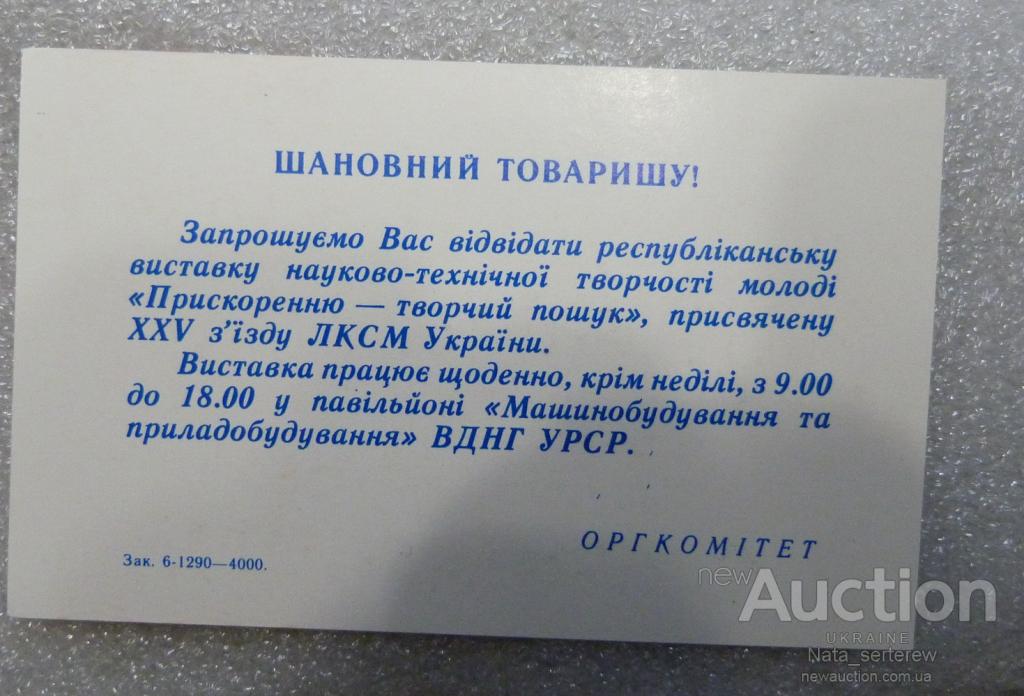 ШАНОВНИЙ ТОВАРИШУ!
Запрошуємо Вас відвідати республіканську
виставку науково-технічної творчості молоді
«Прискоренню — творчий пошук», присвячену
XXV з’їзду ЛКСМ України.
Виставка працює щоденно, крім неділі, з 9.00
до 18.00 у павільйоні «Машинобудування та
приладобудування» ВДНГ УРСР.
ОРГКОМІТЕТ
Зак. 6-1290—4000.
new Auction
UKRAINE
Nata_serterew
newauction.com.ua